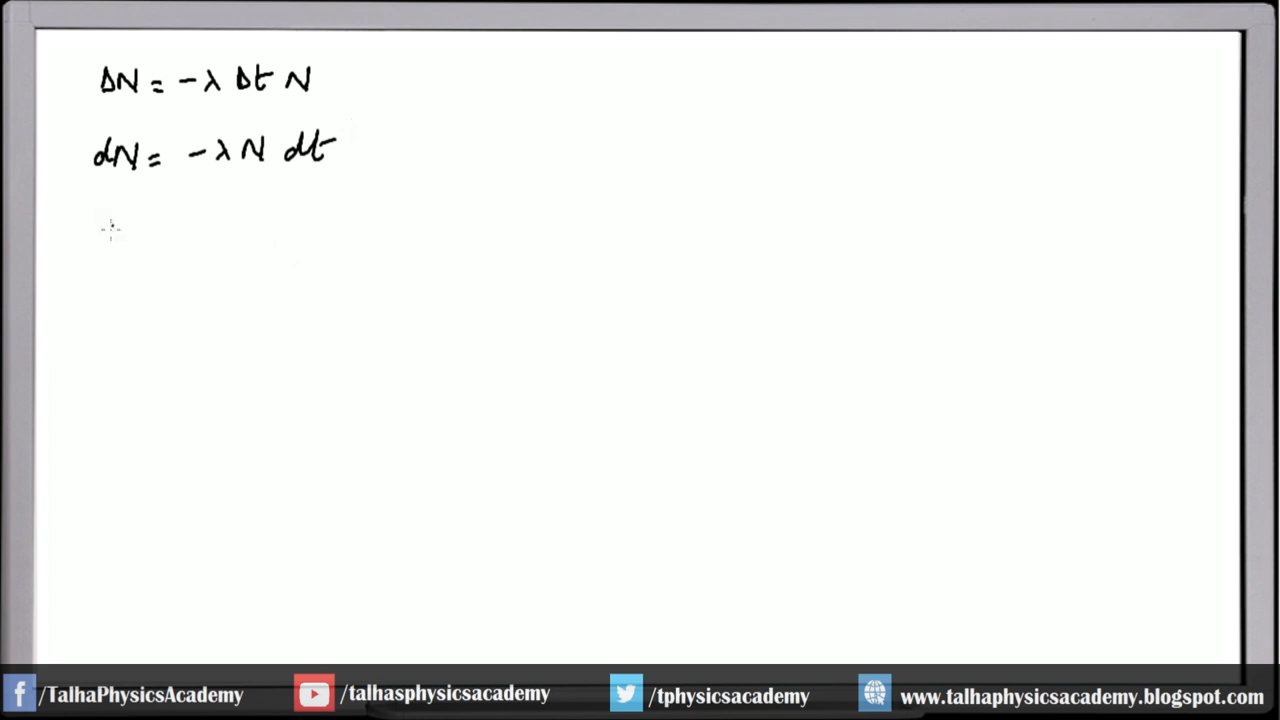 ΔN = -λ Δt N
dN = -λ N dt
/TalhaPhysicsAcademy /talhasphysicsacademy /tphysicsacademy www.talhaphysicsacademy.blogspot.com